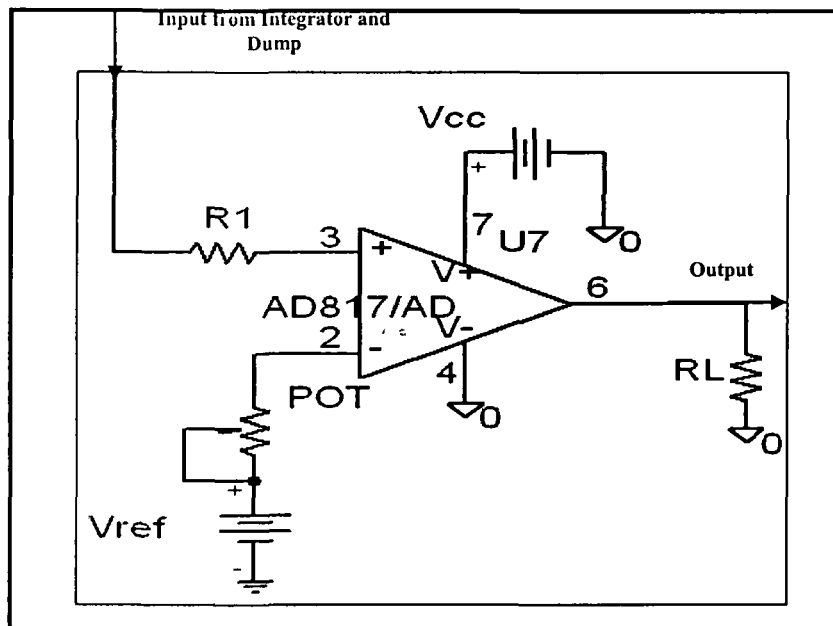 Input from Integrator and
Dump
Vcc
+
R1
3
+
7
U7
0
V+
Output
6
AD817/AD
V-
2
-
4
0
RL
0
POT
+
Vref
-